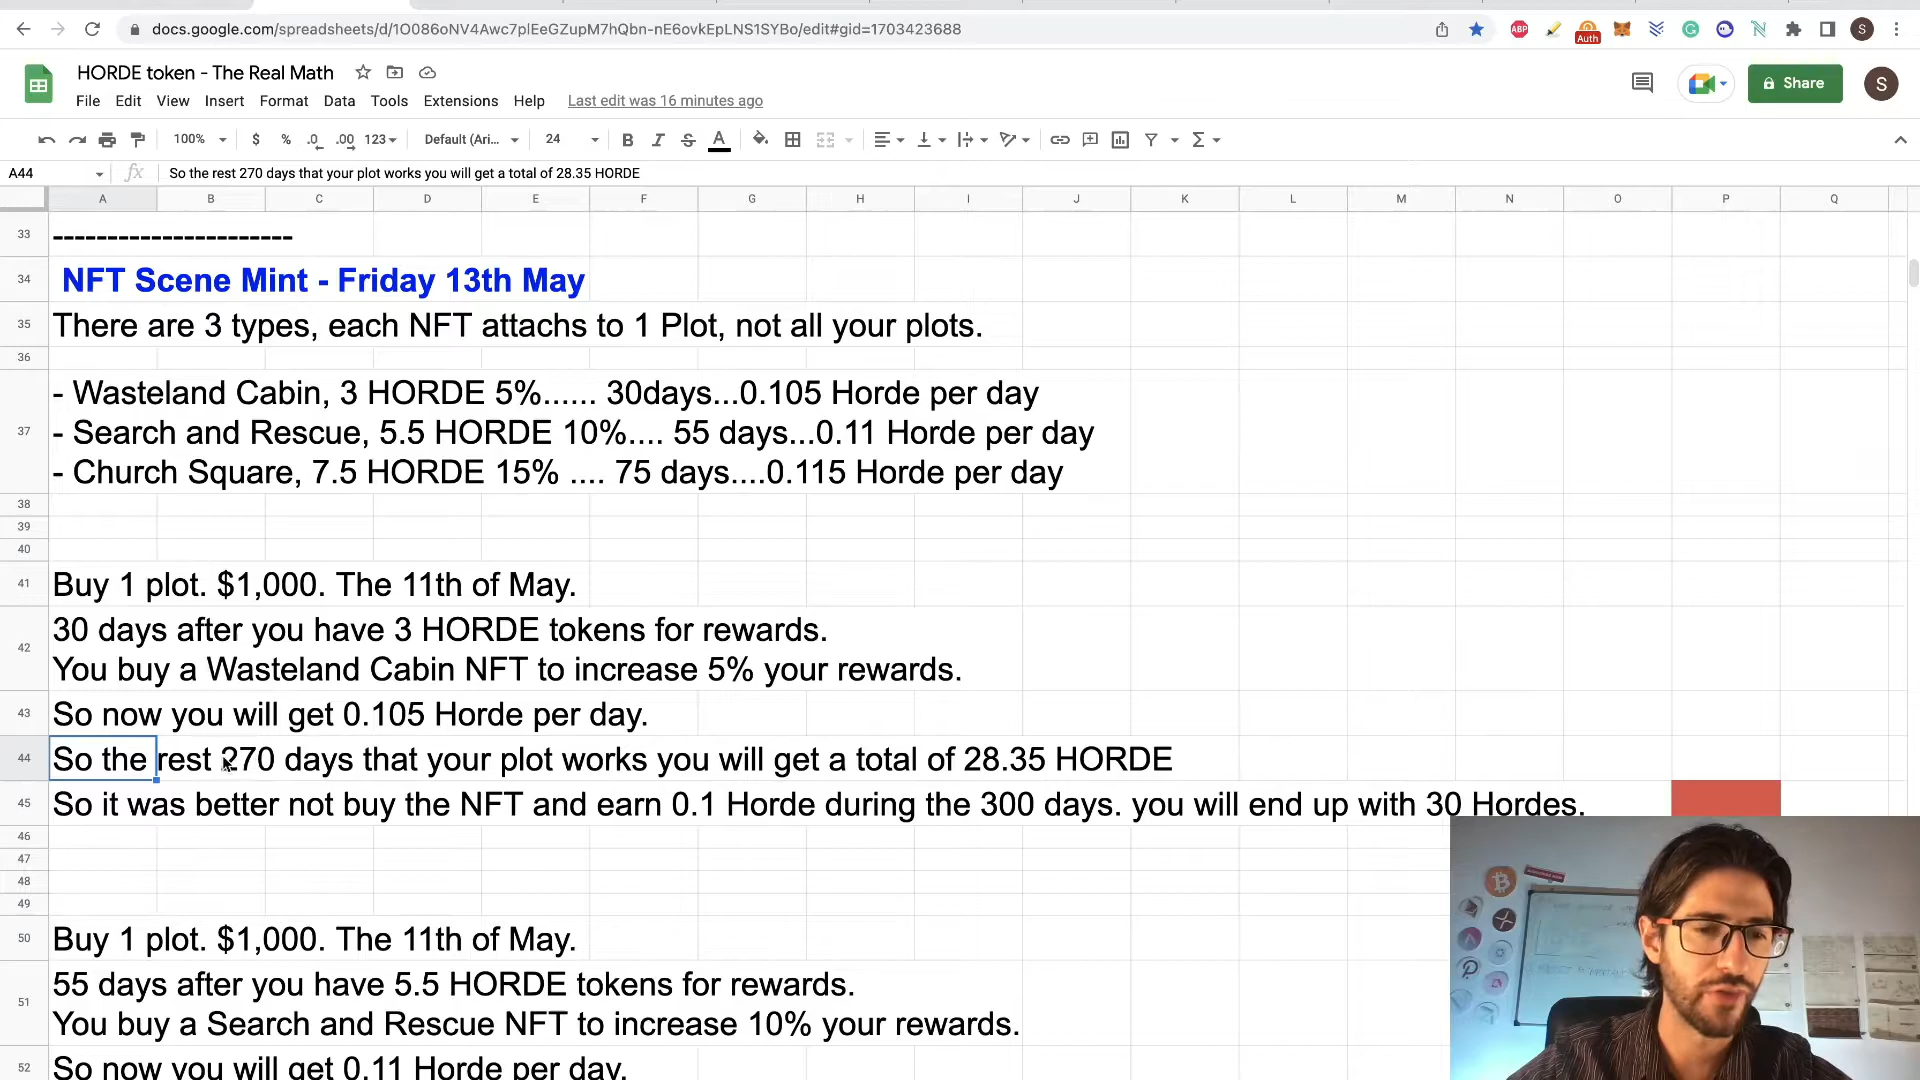 docs.google.com/spreadsheets/d/1O086oNV4Awc7plEeGZupM7hQbn-nE6ovkEpLNS1SYBo/edit#gid=1703423688
ABP
Auth
S
HORDE token - The Real Math
File Edit View Insert Format Data Tools Extensions Help Last edit was 16 minutes ago
Share
S
100% $ % .0 .00 123 Default (Ari... 24 B I S A
A44 fx So the rest 270 days that your plot works you will get a total of 28.35 HORDE
A B C D E F G H I J K L M N O P Q
33 ----------------------
34 NFT Scene Mint - Friday 13th May
35 There are 3 types, each NFT attachs to 1 Plot, not all your plots.
36
- Wasteland Cabin, 3 HORDE 5%...... 30days...0.105 Horde per day
37 - Search and Rescue, 5.5 HORDE 10%.... 55 days...0.11 Horde per day
- Church Square, 7.5 HORDE 15% .... 75 days....0.115 Horde per day
38
39
40
41 Buy 1 plot. $1,000. The 11th of May.
30 days after you have 3 HORDE tokens for rewards.
42
You buy a Wasteland Cabin NFT to increase 5% your rewards.
43 So now you will get 0.105 Horde per day.
44 So the rest 270 days that your plot works you will get a total of 28.35 HORDE
45 So it was better not buy the NFT and earn 0.1 Horde during the 300 days. you will end up with 30 Hordes.
46
47
48
49
50 Buy 1 plot. $1,000. The 11th of May.
55 days after you have 5.5 HORDE tokens for rewards.
51
You buy a Search and Rescue NFT to increase 10% your rewards.
52 So now you will get 0.11 Horde per day.